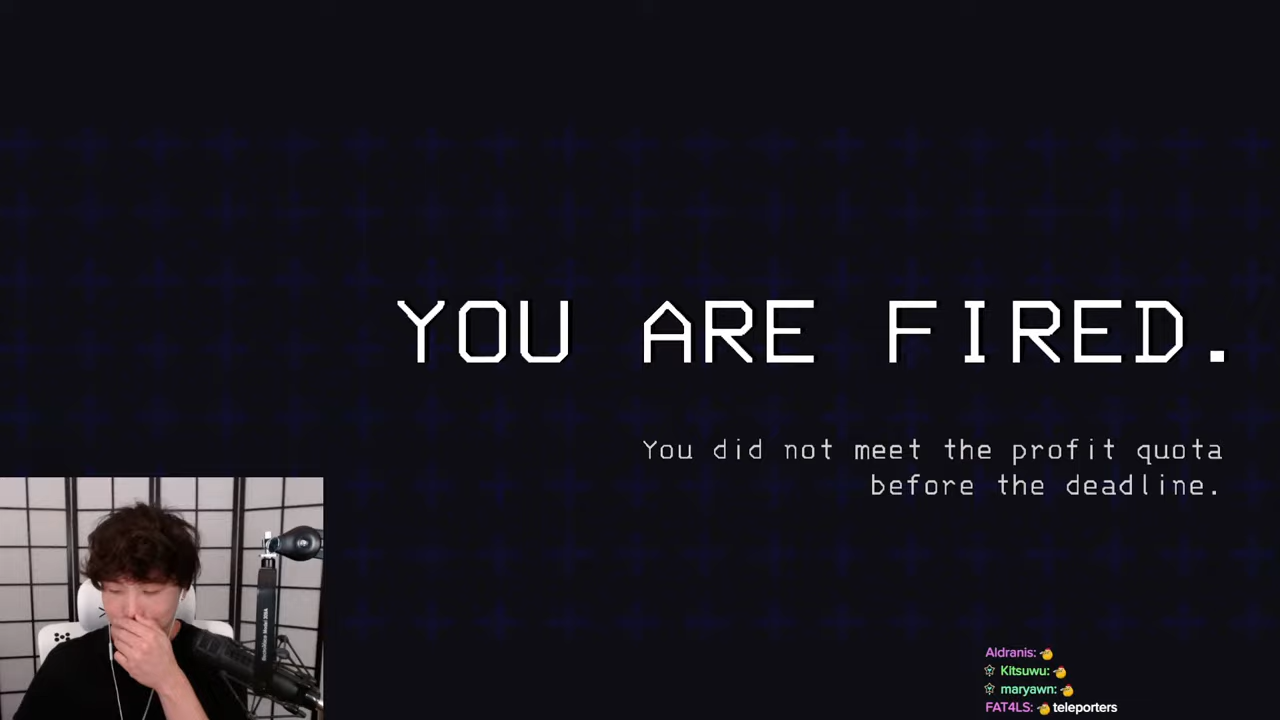 YOU ARE FIRED.
You did not meet the profit quota
before the deadline.
Aldranis:
Kitsuwu:
maryawn:
FAT4LS: teleporters